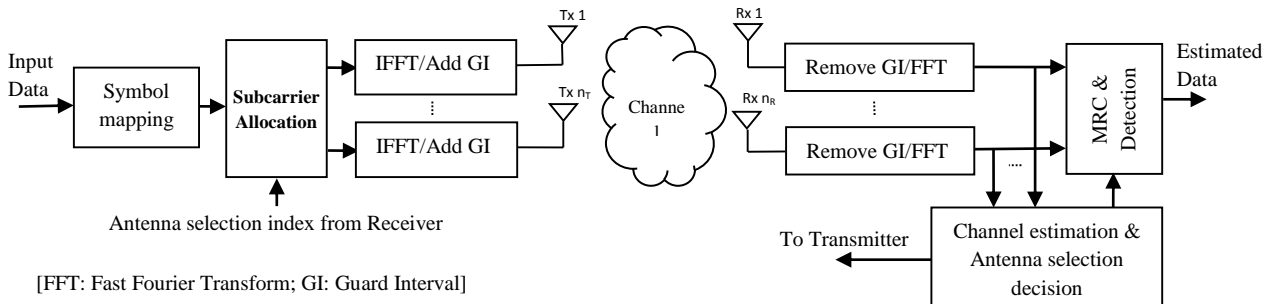 Input
Data
Symbol
mapping
Subcarrier
Allocation
IFFT/Add GI
IFFT/Add GI
Tx 1
Tx nT
Channe
l
Rx 1
Rx nR
Remove GI/FFT
Remove GI/FFT
MRC &
Detection
Estimated
Data
Antenna selection index from Receiver
To Transmitter
Channel estimation &
Antenna selection
decision
[FFT: Fast Fourier Transform; GI: Guard Interval]